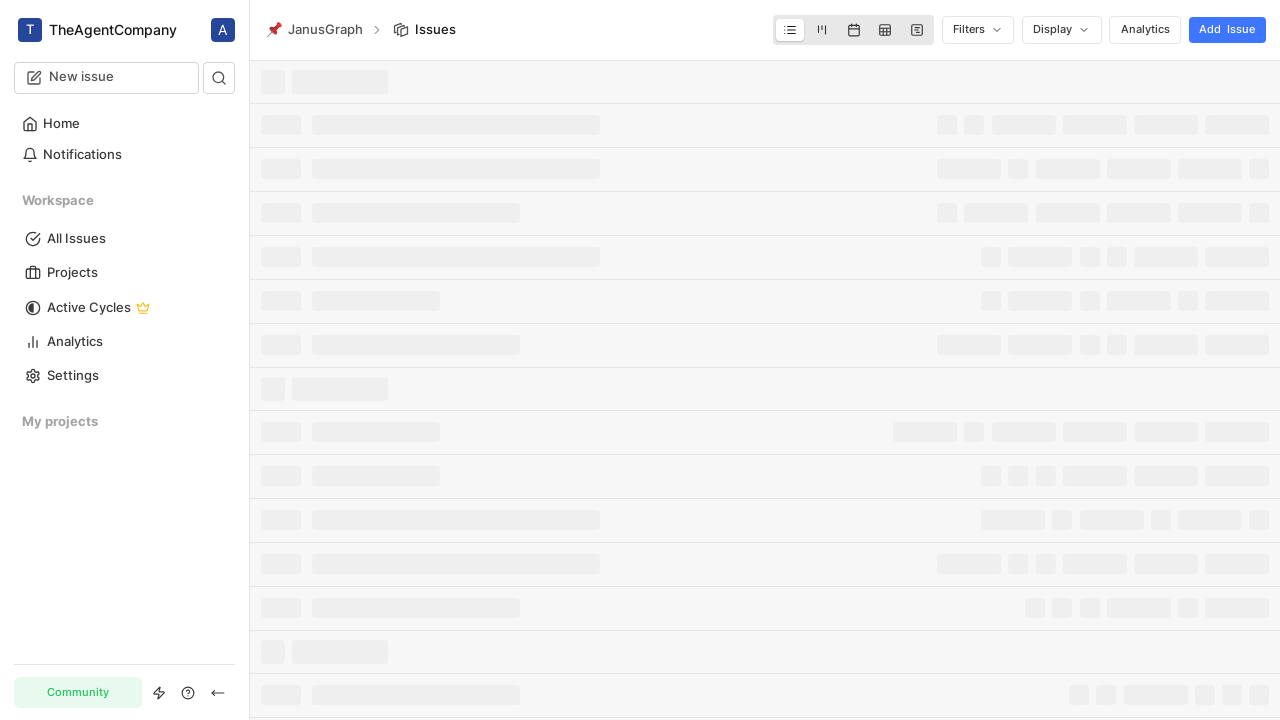 T TheAgentCompany A
New issue
Home
Notifications
Workspace
All Issues
Projects
Active Cycles
Analytics
Settings
My projects
Community
JanusGraph Issues
Filters Display Analytics Add Issue